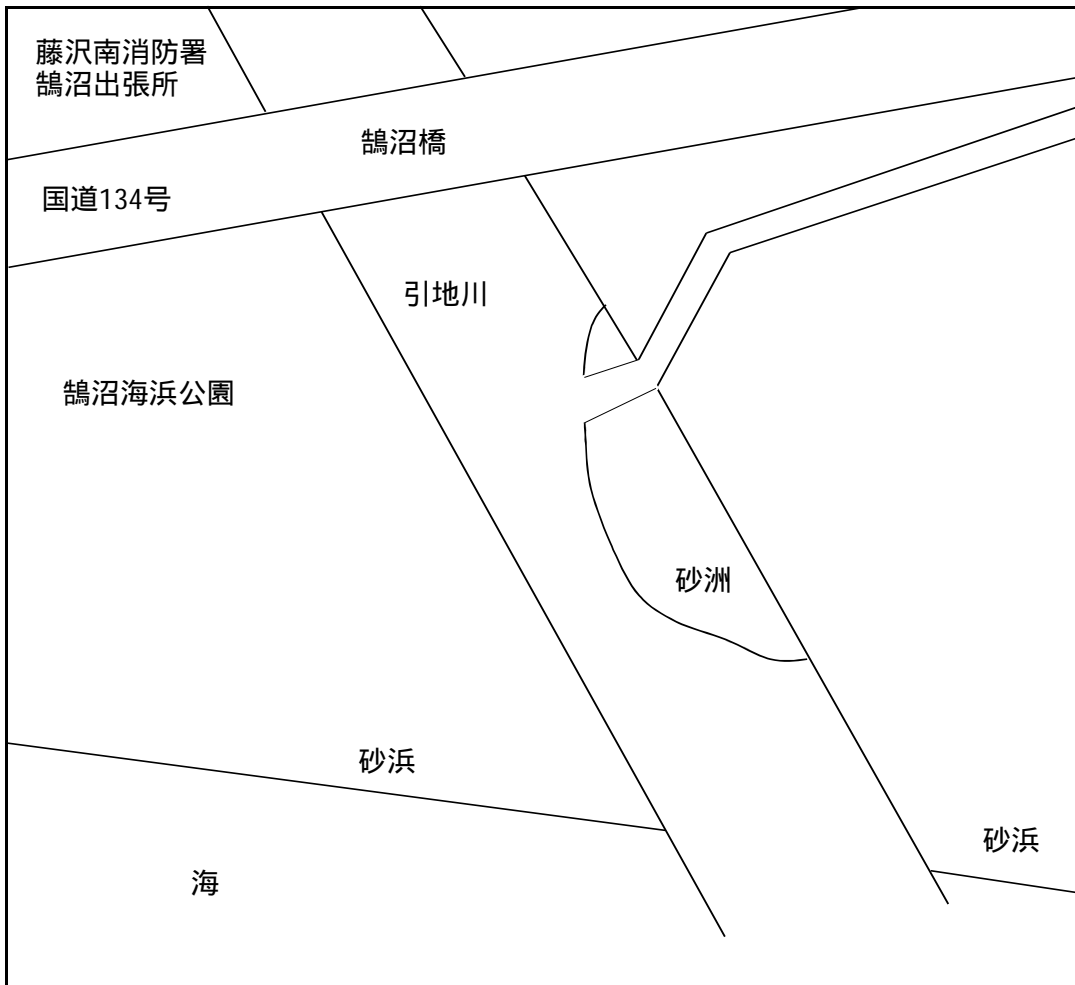 藤沢南消防署
鵠沼出張所
鵠沼橋
国道134号
引地川
鵠沼海浜公園
砂洲
砂浜
砂浜
海